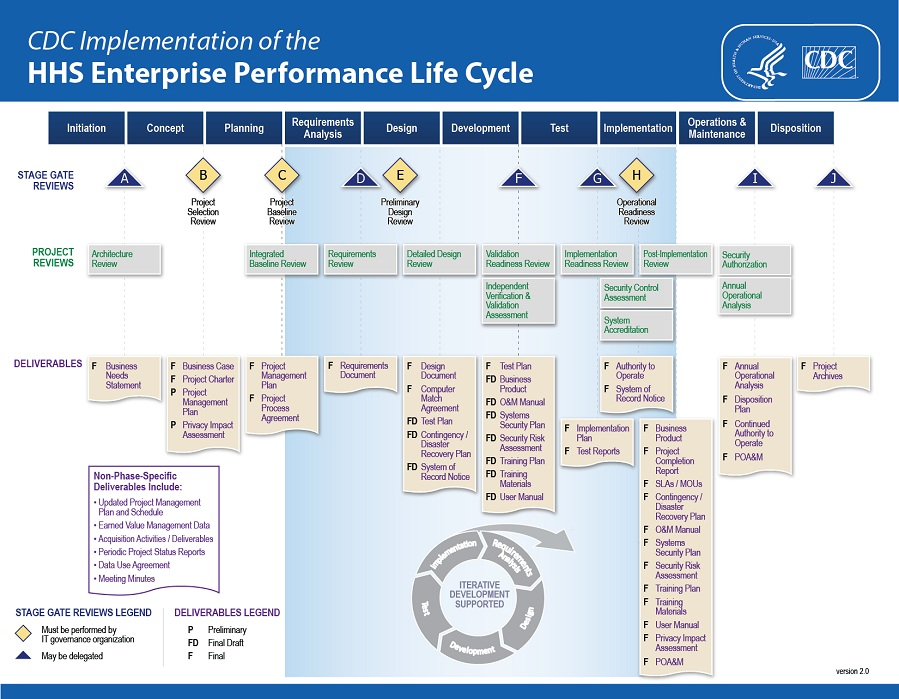 CDC Implementation of the
HHS Enterprise Performance Life Cycle
DEPARTMENT OF HEALTH & HUMAN SERVICES · USA
CDC
Initiation
Concept
Planning
Requirements
Analysis
Design
Development
Test
Implementation
Operations &
Maintenance
Disposition
STAGE GATE
REVIEWS
A
B
Project
Selection
Review
C
Project
Baseline
Review
D
E
Preliminary
Design
Review
F
G
H
Operational
Readiness
Review
I
J
PROJECT
REVIEWS
Architecture
Review
Integrated
Baseline Review
Requirements
Review
Detailed Design
Review
Validation
Readiness Review
Independent
Verification &
Validation
Assessment
Implementation
Readiness Review
Post-Implementation
Review
Security Control
Assessment
System
Accreditation
Security
Authorization
Annual
Operational
Analysis
DELIVERABLES
F Business
Needs
Statement
F Business Case
F Project Charter
P Project
Management
Plan
P Privacy Impact
Assessment
F Project
Management
Plan
F Project
Process
Agreement
F Requirements
Document
F Design
Document
F Computer
Match
Agreement
FD Test Plan
FD Contingency /
Disaster
Recovery Plan
FD System of
Record Notice
F Test Plan
FD Business
Product
FD O&M Manual
FD Systems
Security Plan
FD Security Risk
Assessment
FD Training Plan
FD Training
Materials
FD User Manual
F Implementation
Plan
F Test Reports
F Authority to
Operate
F System of
Record Notice
F Business
Product
F Project
Completion
Report
F SLAs / MOUs
F Contingency /
Disaster
Recovery Plan
F O&M Manual
F Systems
Security Plan
F Security Risk
Assessment
F Training Plan
F Training
Materials
F User Manual
F Privacy Impact
Assessment
F POA&M
F Annual
Operational
Analysis
F Disposition
Plan
F Continued
Authority to
Operate
F POA&M
F Project
Archives
Non-Phase-Specific
Deliverables Include:
• Updated Project Management
Plan and Schedule
• Earned Value Management Data
• Acquisition Activities / Deliverables
• Periodic Project Status Reports
• Data Use Agreement
• Meeting Minutes
Implementation
Requirements
Analysis
Design
Development
Test
ITERATIVE
DEVELOPMENT
SUPPORTED
STAGE GATE REVIEWS LEGEND
Must be performed by
IT governance organization
May be delegated
DELIVERABLES LEGEND
P Preliminary
FD Final Draft
F Final
version 2.0